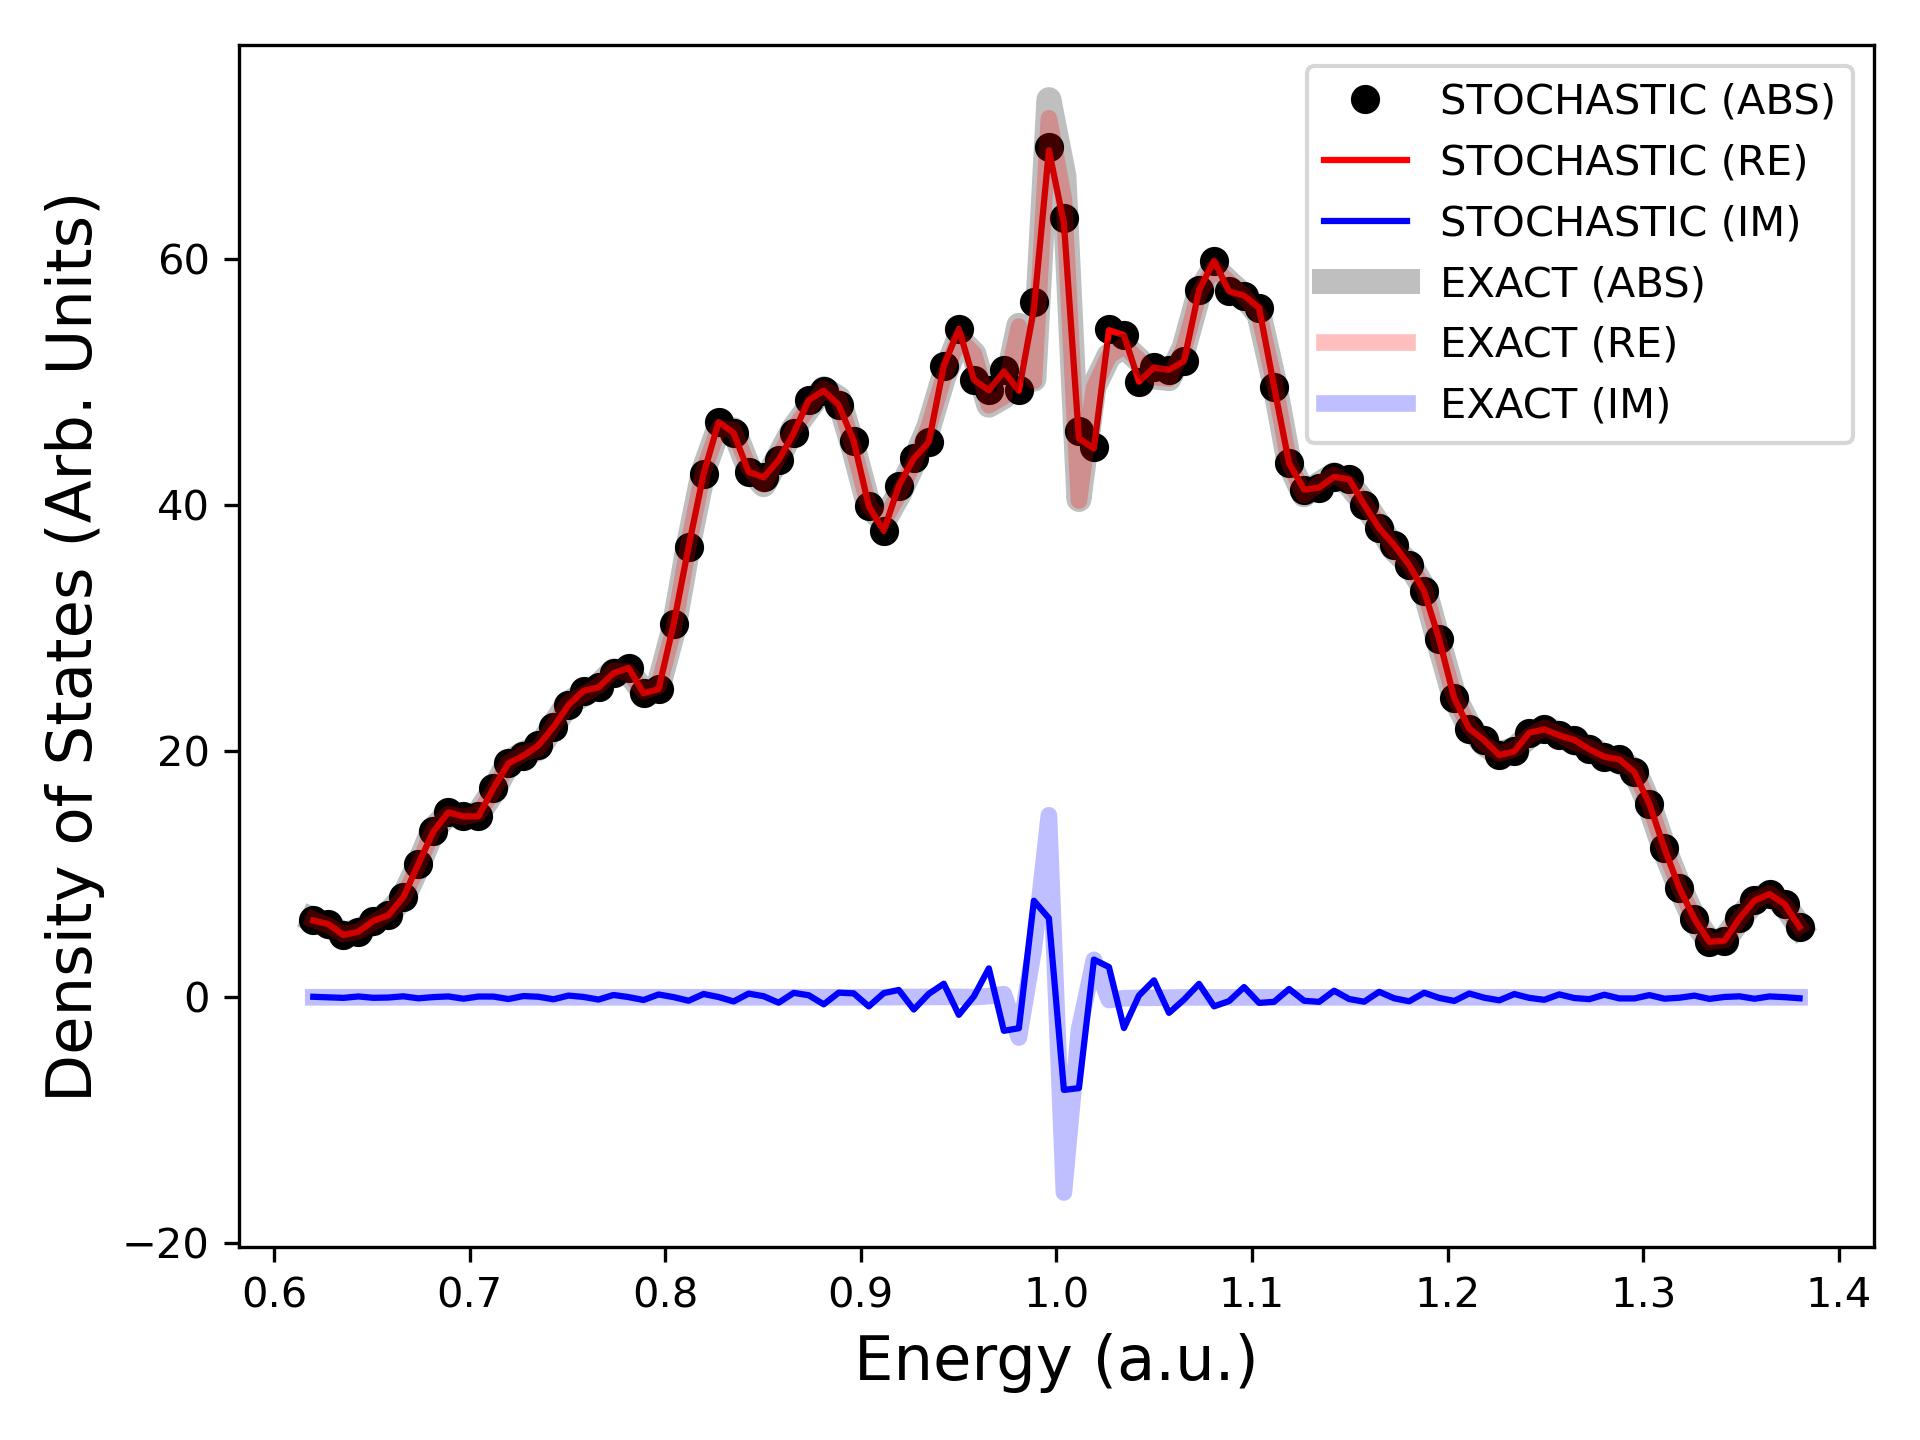 Density of States (Arb. Units)
60
40
20
0
−20
0.6 0.7 0.8 0.9 1.0 1.1 1.2 1.3 1.4
Energy (a.u.)
STOCHASTIC (ABS)
STOCHASTIC (RE)
STOCHASTIC (IM)
EXACT (ABS)
EXACT (RE)
EXACT (IM)